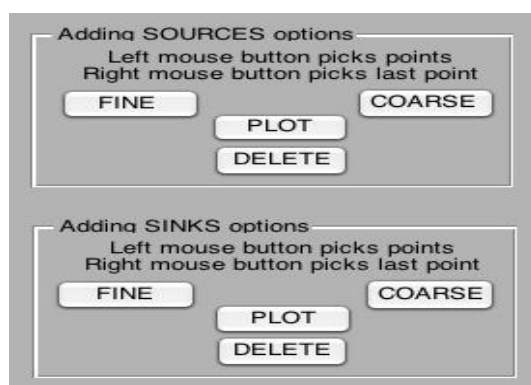 Adding SOURCES options
Left mouse button picks points
Right mouse button picks last point
FINE COARSE
PLOT
DELETE
Adding SINKS options
Left mouse button picks points
Right mouse button picks last point
FINE COARSE
PLOT
DELETE